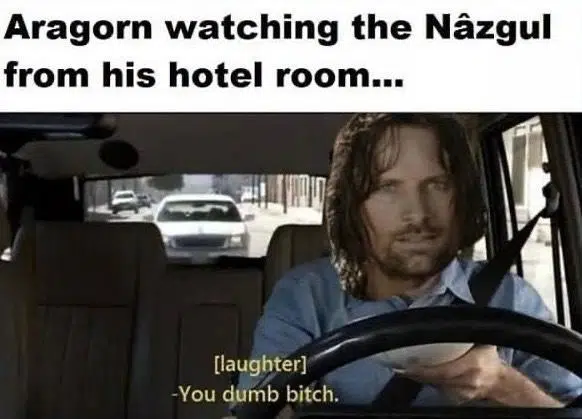 Aragorn watching the Nâzgul
from his hotel room...
[laughter]
-You dumb bitch.